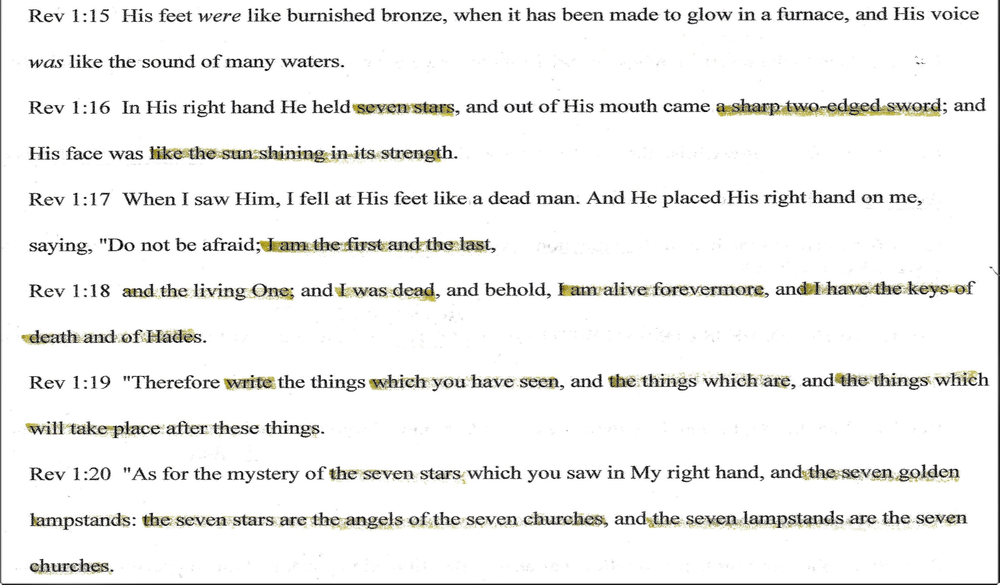 Rev 1:15  His feet were like burnished bronze, when it has been made to glow in a furnace, and His voice
was like the sound of many waters.
Rev 1:16  In His right hand He held seven stars, and out of His mouth came a sharp two-edged sword; and
His face was like the sun shining in its strength.
Rev 1:17  When I saw Him, I fell at His feet like a dead man. And He placed His right hand on me,
saying, "Do not be afraid; I am the first and the last,
Rev 1:18  and the living One; and I was dead, and behold, I am alive forevermore, and I have the keys of
death and of Hades.
Rev 1:19  "Therefore write the things which you have seen, and the things which are, and the things which
will take place after these things.
Rev 1:20  "As for the mystery of the seven stars which you saw in My right hand, and the seven golden
lampstands: the seven stars are the angels of the seven churches, and the seven lampstands are the seven
churches.